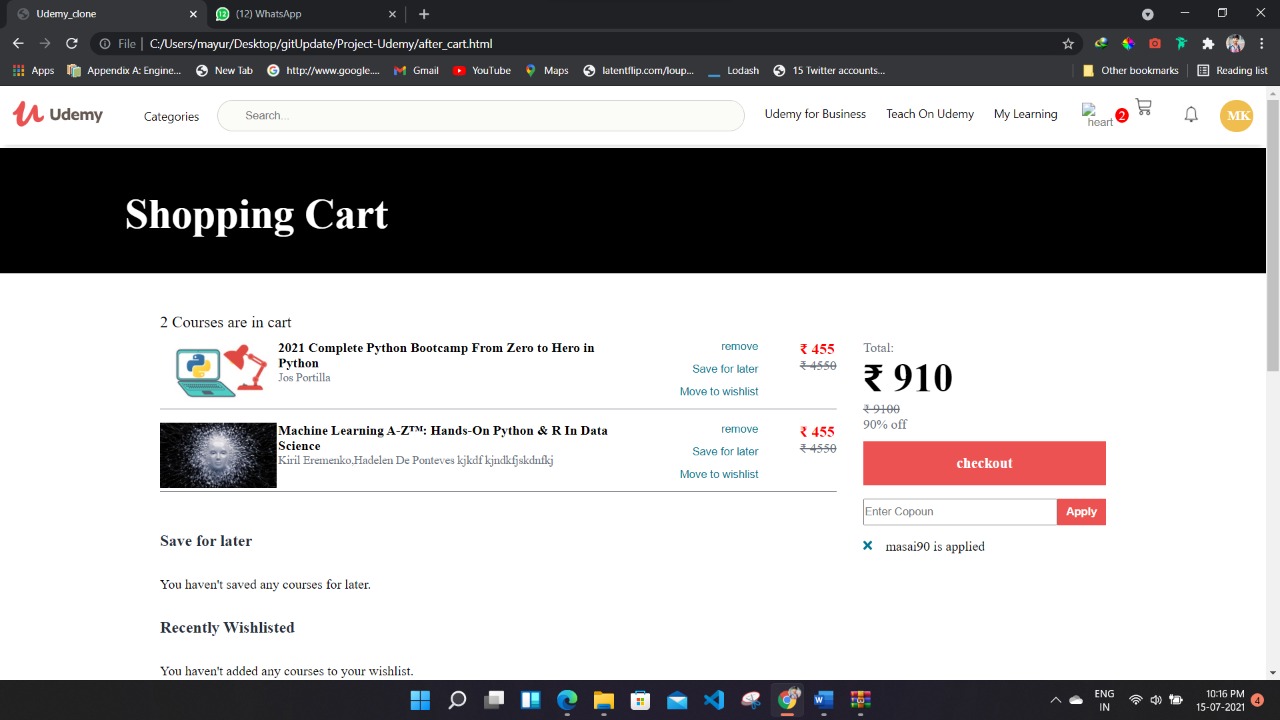 Udemy_clone
(12) WhatsApp
File | C:/Users/mayur/Desktop/gitUpdate/Project-Udemy/after_cart.html
Apps
Appendix A: Engine...
New Tab
http://www.google....
Gmail
YouTube
Maps
latentflip.com/loup...
Lodash
15 Twitter accounts...
Other bookmarks
Reading list
Udemy
Categories
Search...
Udemy for Business
Teach On Udemy
My Learning
heart
2
MK
Shopping Cart
2 Courses are in cart
2021 Complete Python Bootcamp From Zero to Hero in
Python
Jos Portilla
remove
Save for later
Move to wishlist
₹ 455
₹ 4550
Machine Learning A-Z™: Hands-On Python & R In Data
Science
Kiril Eremenko,Hadelen De Ponteves kjkdf kjndkfjskdnfkj
remove
Save for later
Move to wishlist
₹ 455
₹ 4550
Total:
₹ 910
₹ 9100
90% off
checkout
Enter Copoun
Apply
masai90 is applied
Save for later
You haven't saved any courses for later.
Recently Wishlisted
You haven't added any courses to your wishlist.
ENG
IN
10:16 PM
15-07-2021
4